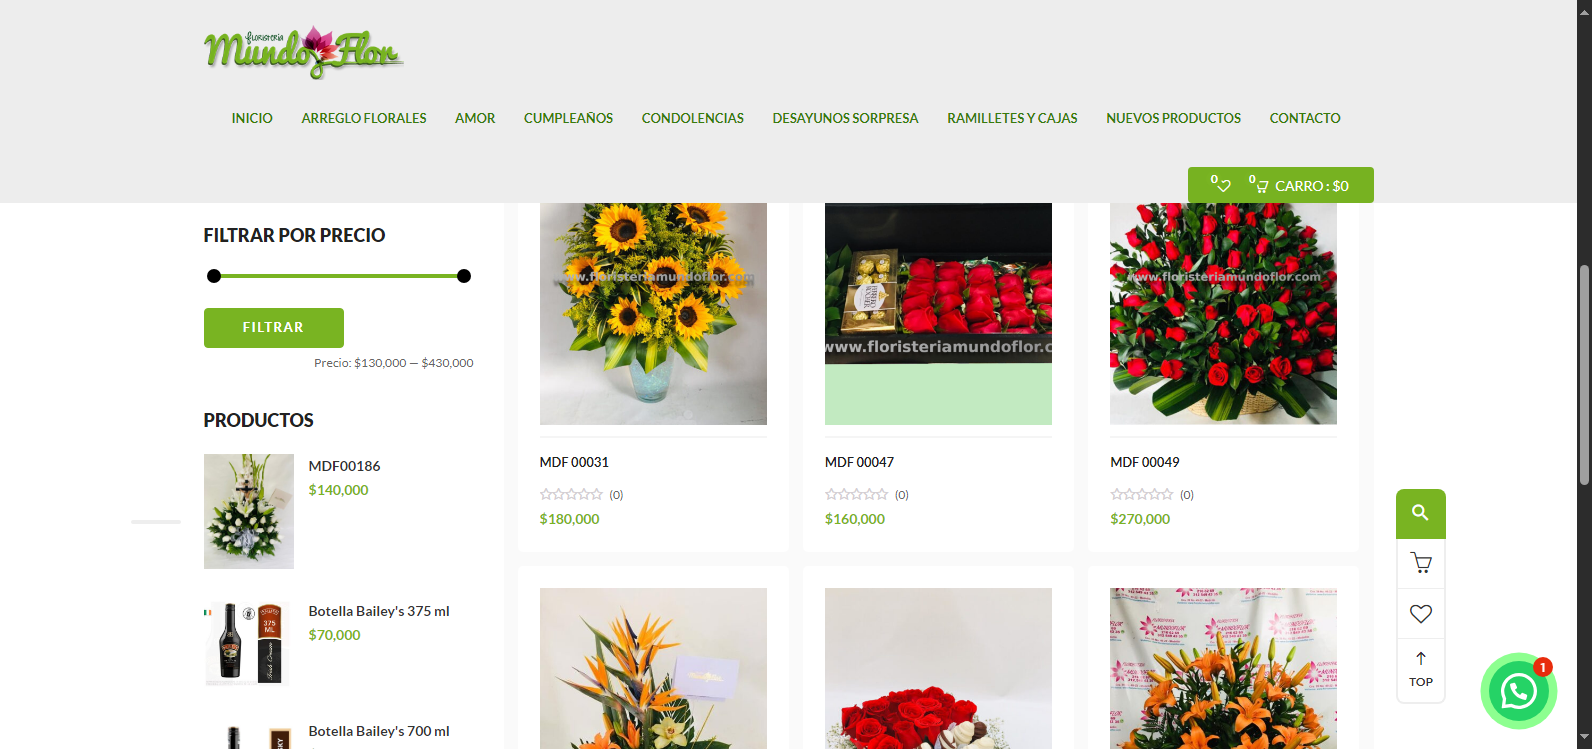 FLORISTERÍA
Mundo Flor
INICIO
ARREGLO FLORALES
AMOR
CUMPLEAÑOS
CONDOLENCIAS
DESAYUNOS SORPRESA
RAMILLETES Y CAJAS
NUEVOS PRODUCTOS
CONTACTO
0
0
CARRO : $0
FILTRAR POR PRECIO
FILTRAR
Precio: $130,000 — $430,000
PRODUCTOS
MDF00186
$140,000
375
ML
Botella Bailey's 375 ml
$70,000
Botella Bailey's 700 ml
www.floristeriamundoflor.com
MDF 00031
(0)
$180,000
www.floristeriamundoflor.c
MDF 00047
(0)
$160,000
www.floristeriamundoflor.com
MDF 00049
(0)
$270,000
TOP
1